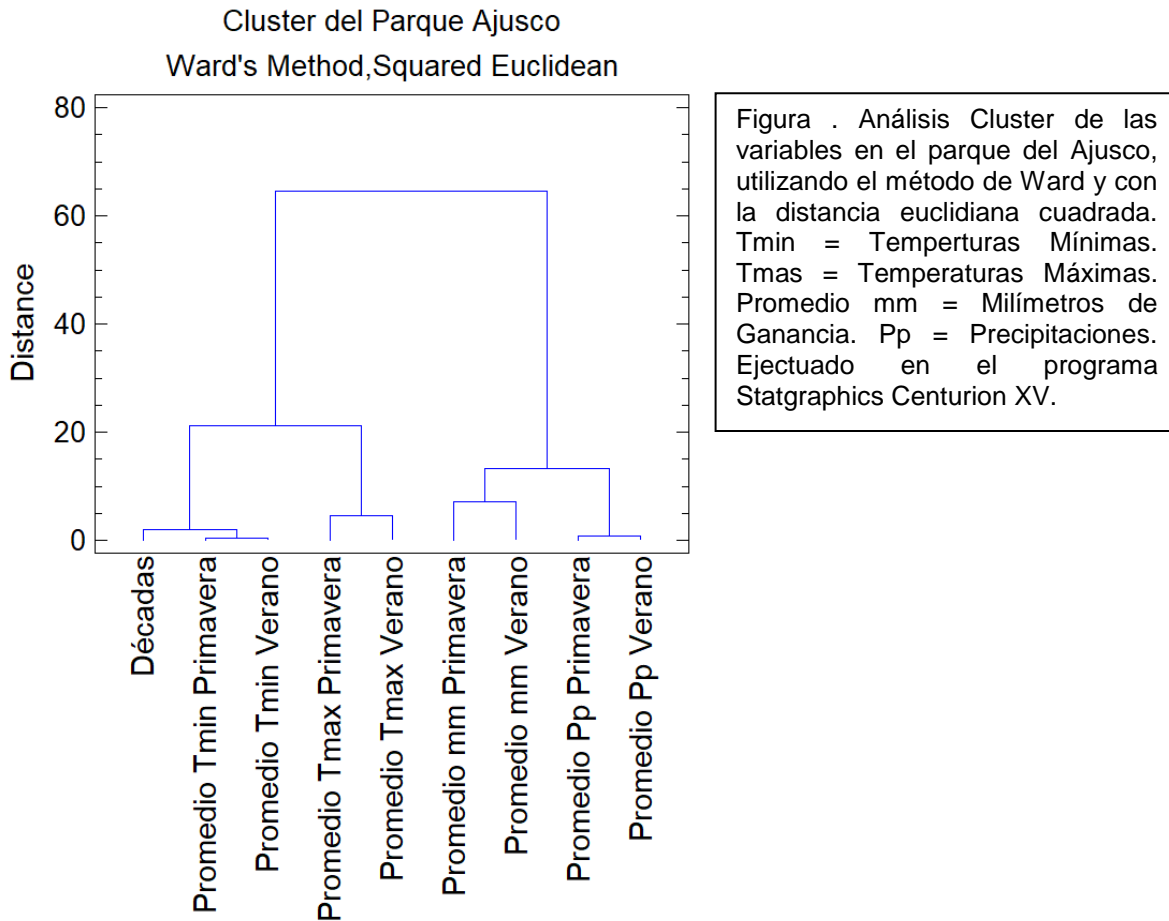 Cluster del Parque Ajusco
Ward's Method,Squared Euclidean
80
60
40
20
0
Distance
Décadas
Promedio Tmin Primavera
Promedio Tmin Verano
Promedio Tmax Primavera
Promedio Tmax Verano
Promedio mm Primavera
Promedio mm Verano
Promedio Pp Primavera
Promedio Pp Verano
Figura . Análisis Cluster de las
variables en el parque del Ajusco,
utilizando el método de Ward y con
la distancia euclidiana cuadrada.
Tmin = Temperturas Mínimas.
Tmas = Temperaturas Máximas.
Promedio mm = Milímetros de
Ganancia. Pp = Precipitaciones.
Ejectuado en el programa
Statgraphics Centurion XV.